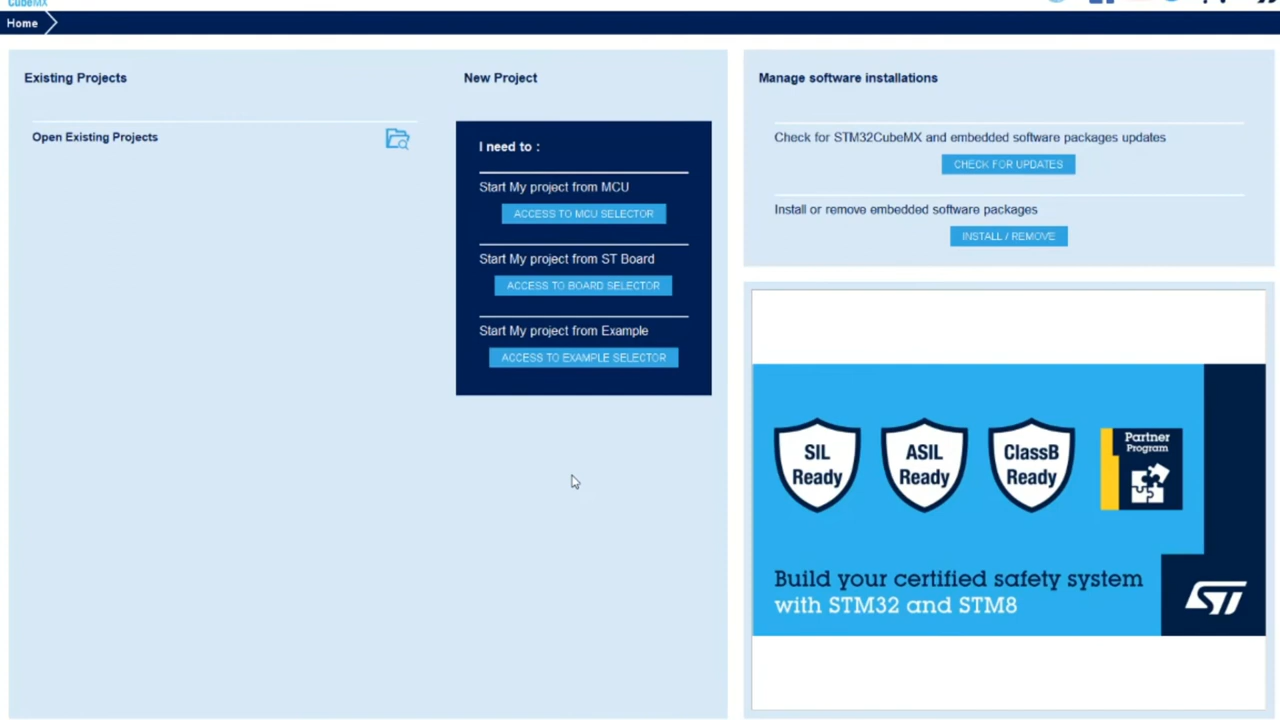 CubeMX
Home
Existing Projects
Open Existing Projects
New Project
I need to :
Start My project from MCU
ACCESS TO MCU SELECTOR
Start My project from ST Board
ACCESS TO BOARD SELECTOR
Start My project from Example
ACCESS TO EXAMPLE SELECTOR
Manage software installations
Check for STM32CubeMX and embedded software packages updates
CHECK FOR UPDATES
Install or remove embedded software packages
INSTALL / REMOVE
SIL
Ready
ASIL
Ready
ClassB
Ready
Partner
Program
Build your certified safety system
with STM32 and STM8
ST